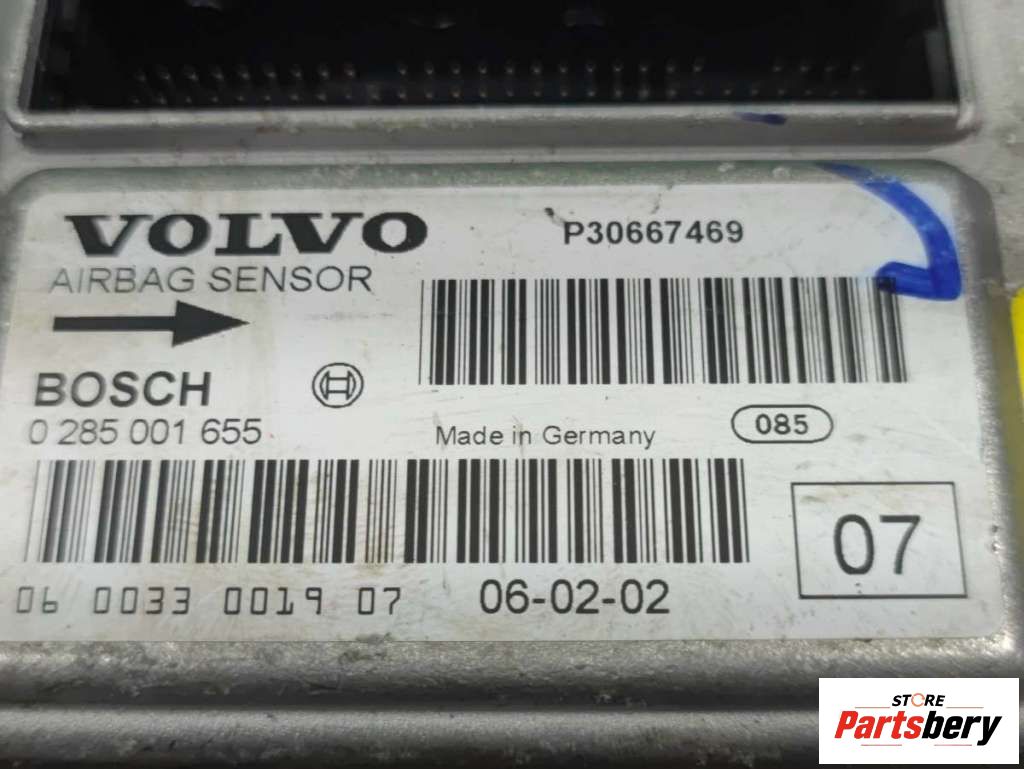 VOLVO
P30667469
AIRBAG SENSOR
BOSCH
0 285 001 655
Made in Germany
085
07
06 0033 0019 07
06-02-02
STORE
Partsbery